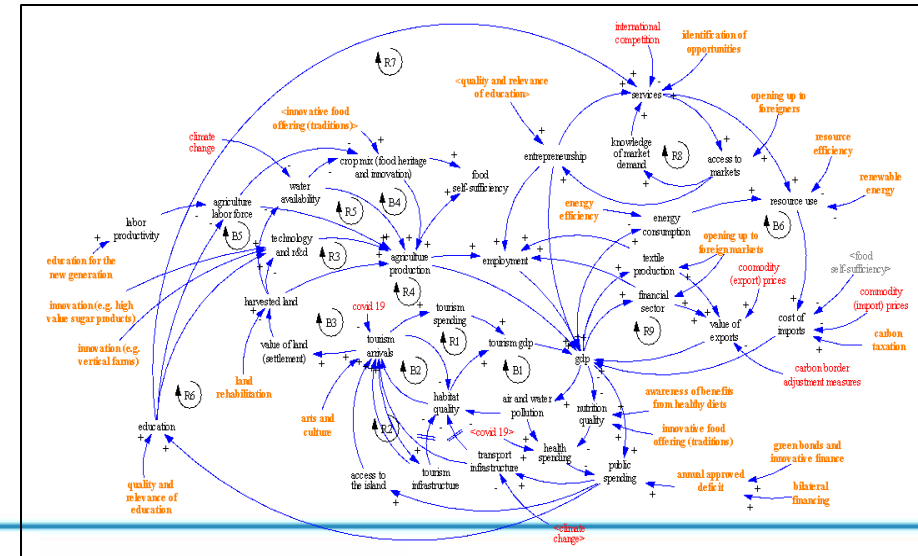 international
competition
identification of
opportunities
R7
<quality and relevance
of education>
services
opening up to
foreigners
<innovative food
offering (traditions)>
climate
change
crop mix (food heritage
and innovation)
food
self-sufficiency
entrepreneurship
knowledge
of market
demand
R8
access to
markets
resource
efficiency
water
availability
R5
B4
agriculture
labor force
labor
productivity
B5
energy
efficiency
energy
consumption
resource use
renewable
energy
B6
technology
and r&d
R3
agriculture
production
employment
textile
production
opening up to
foreign markets
education for the
new generation
R4
coomodity
(export) prices
<food
self-sufficiency>
innovation (e.g. high
value sugar products)
harvested land
covid 19
tourism
spending
financial
sector
commodity
(import) prices
B3
tourism
arrivals
R1
R9
value of
exports
cost of
imports
innovation (e.g.
vertical farms)
value of land
(settlement)
B2
tourism gdp
B1
gdp
carbon
taxation
land
rehabilitation
R6
habitat
quality
air and water
pollution
nutrition
quality
carbon border
adjustment measures
awareness of benefits
from healthy diets
arts and
culture
education
R2
<covid 19>
innovative food
offering (traditions)
transport
infrastructure
health
spending
access to
the island
tourism
infrastructure
public
spending
annual approved
deficit
green bonds and
innovative finance
quality and
relevance of
education
bilateral
financing
<climate
change>